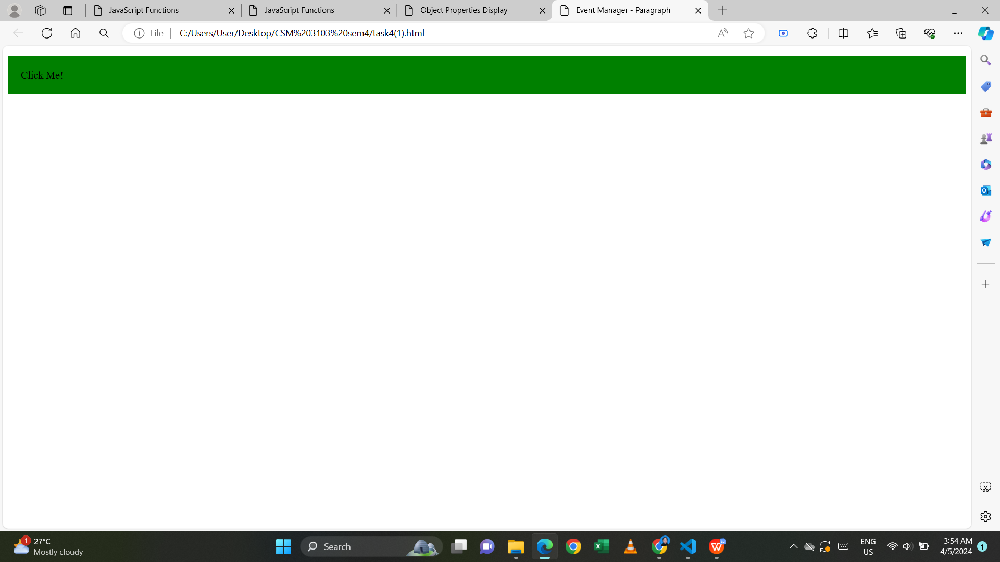 JavaScript Functions
JavaScript Functions
Object Properties Display
Event Manager - Paragraph
File
C:/Users/User/Desktop/CSM%203103%20sem4/task4(1).html
Click Me!
1
27°C
Mostly cloudy
Search
ENG
US
3:54 AM
4/5/2024
1